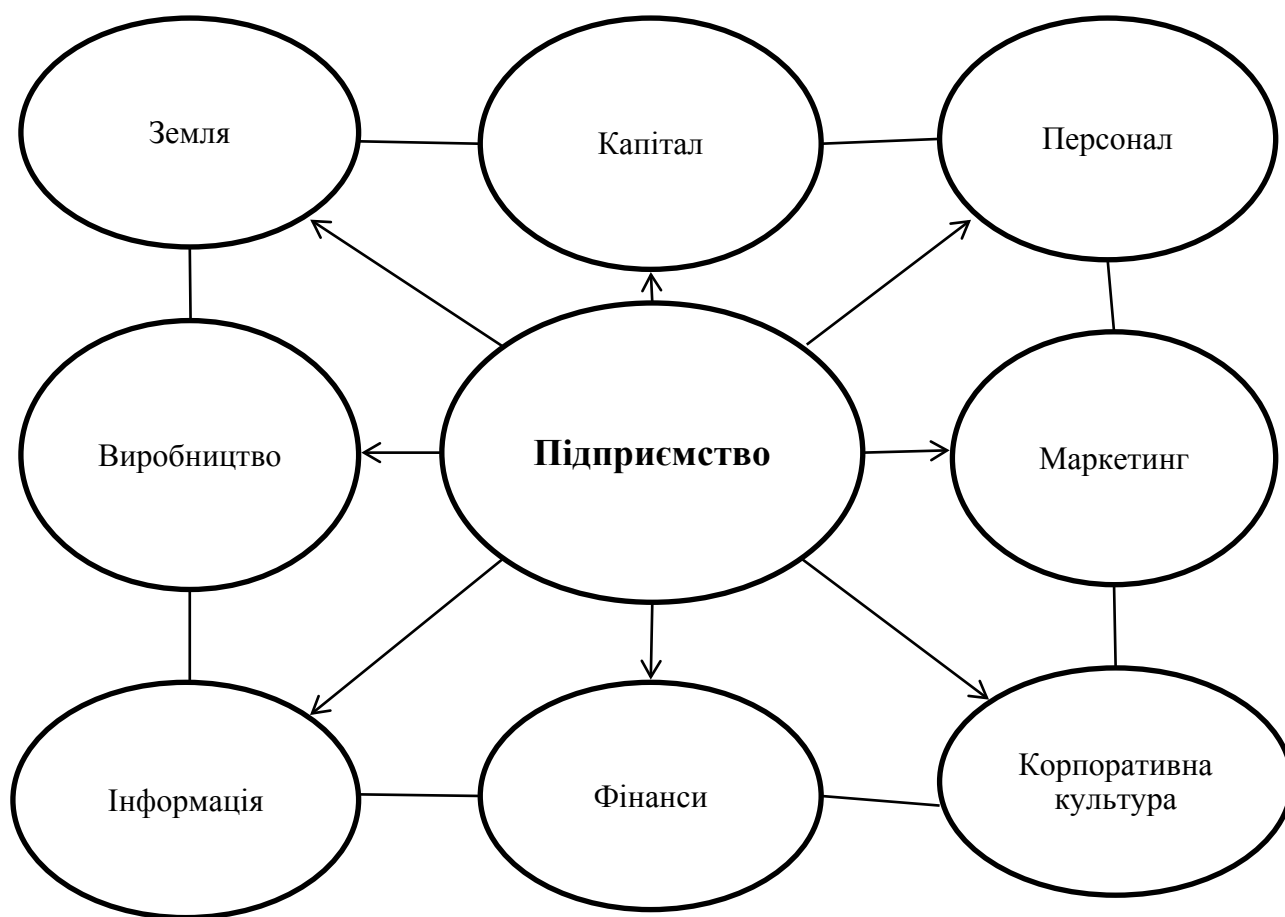 Земля
Капітал
Персонал
Виробництво
Підприємство
Маркетинг
Інформація
Фінанси
Корпоративна
культура